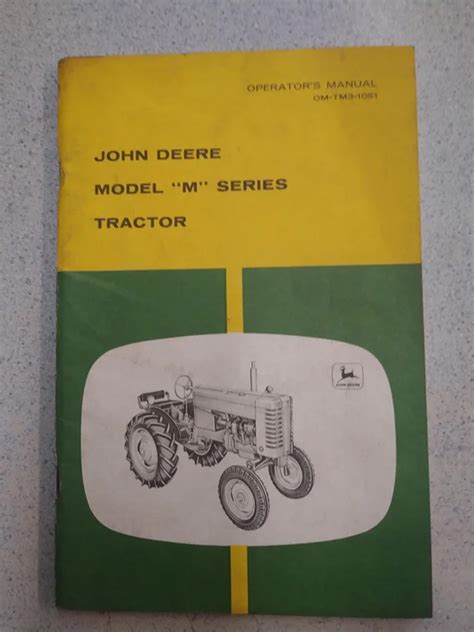 OPERATOR'S MANUAL
OM-TM3-1051
JOHN DEERE
MODEL "M" SERIES
TRACTOR
JOHN DEERE